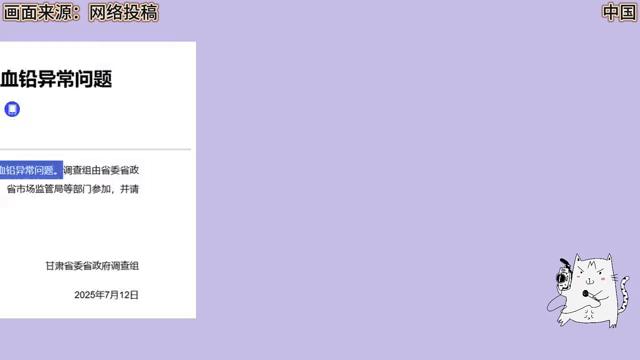 画面来源：网络投稿
中国
血铅异常问题
血铅异常问题。调查组由省委省政
省市场监管局等部门参加，并请
甘肃省委省政府调查组
2025年7月12日